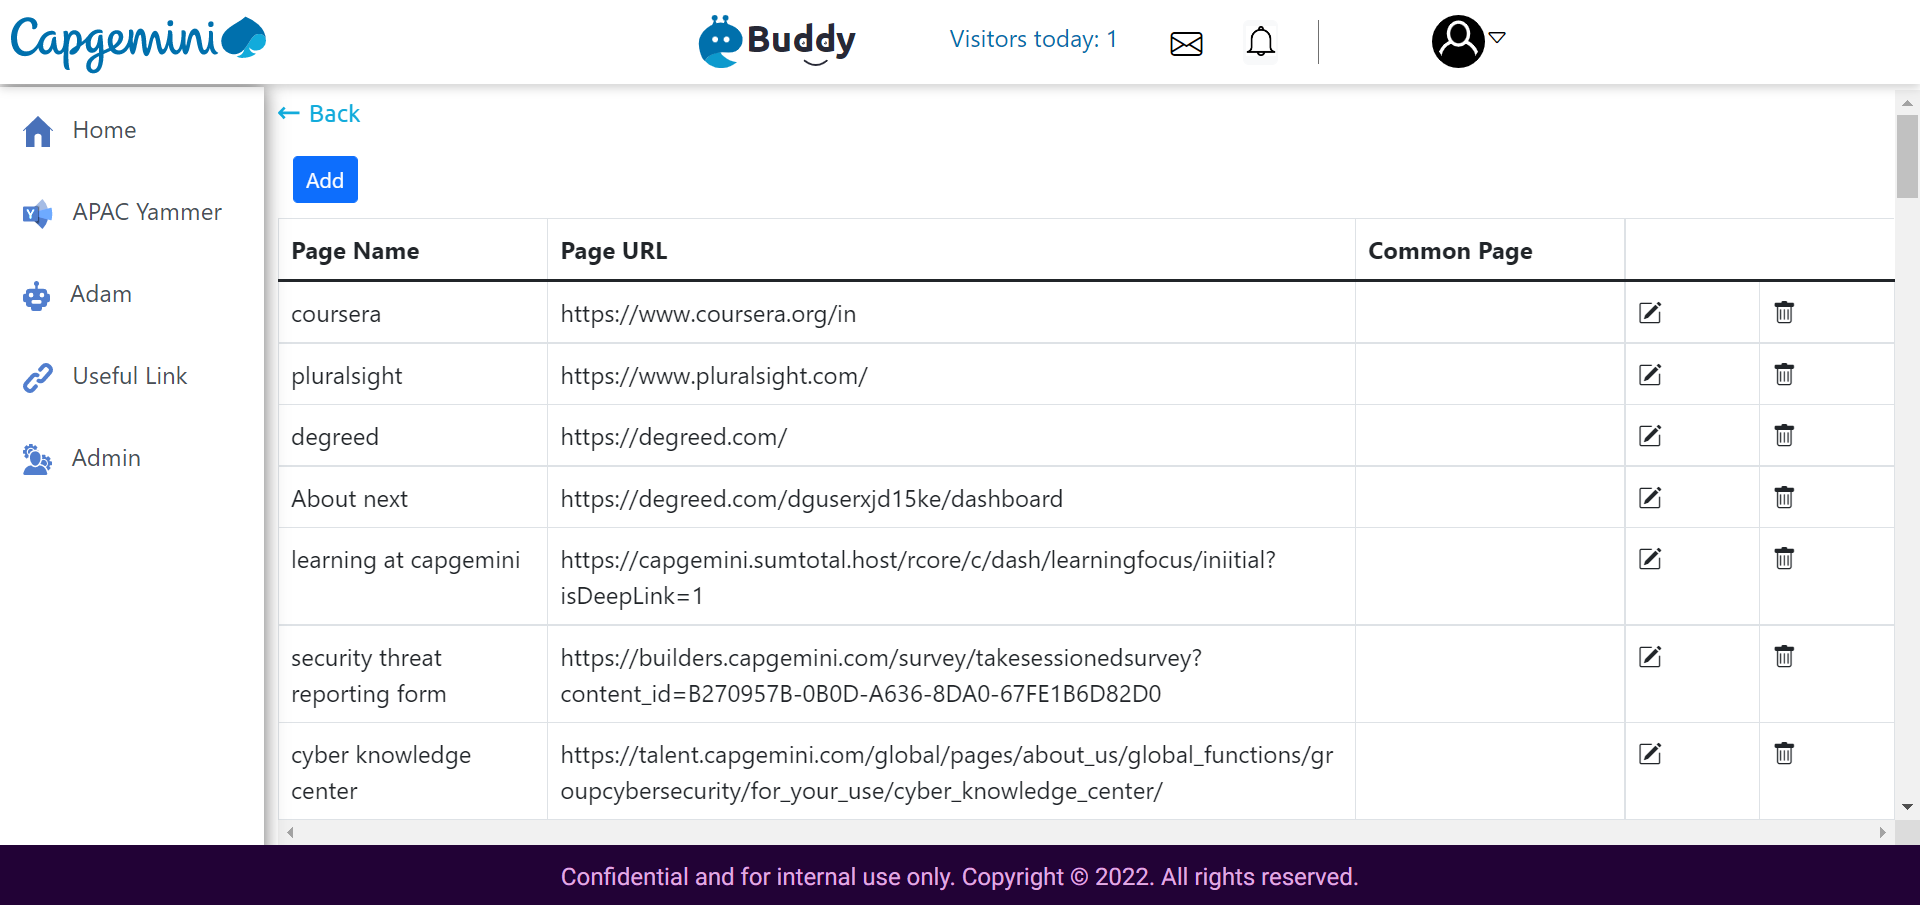 Capgemini
Buddy
Visitors today: 1
Home
APAC Yammer
Adam
Useful Link
Admin
← Back
Add
Page Name Page URL Common Page
coursera https://www.coursera.org/in
pluralsight https://www.pluralsight.com/
degreed https://degreed.com/
About next https://degreed.com/dguserxjd15ke/dashboard
learning at capgemini https://capgemini.sumtotal.host/rcore/c/dash/learningfocus/iniitial?
isDeepLink=1
security threat https://builders.capgemini.com/survey/takesessionedsurvey?
reporting form content_id=B270957B-0B0D-A636-8DA0-67FE1B6D82D0
cyber knowledge https://talent.capgemini.com/global/pages/about_us/global_functions/gr
center oupcybersecurity/for_your_use/cyber_knowledge_center/
Confidential and for internal use only. Copyright © 2022. All rights reserved.